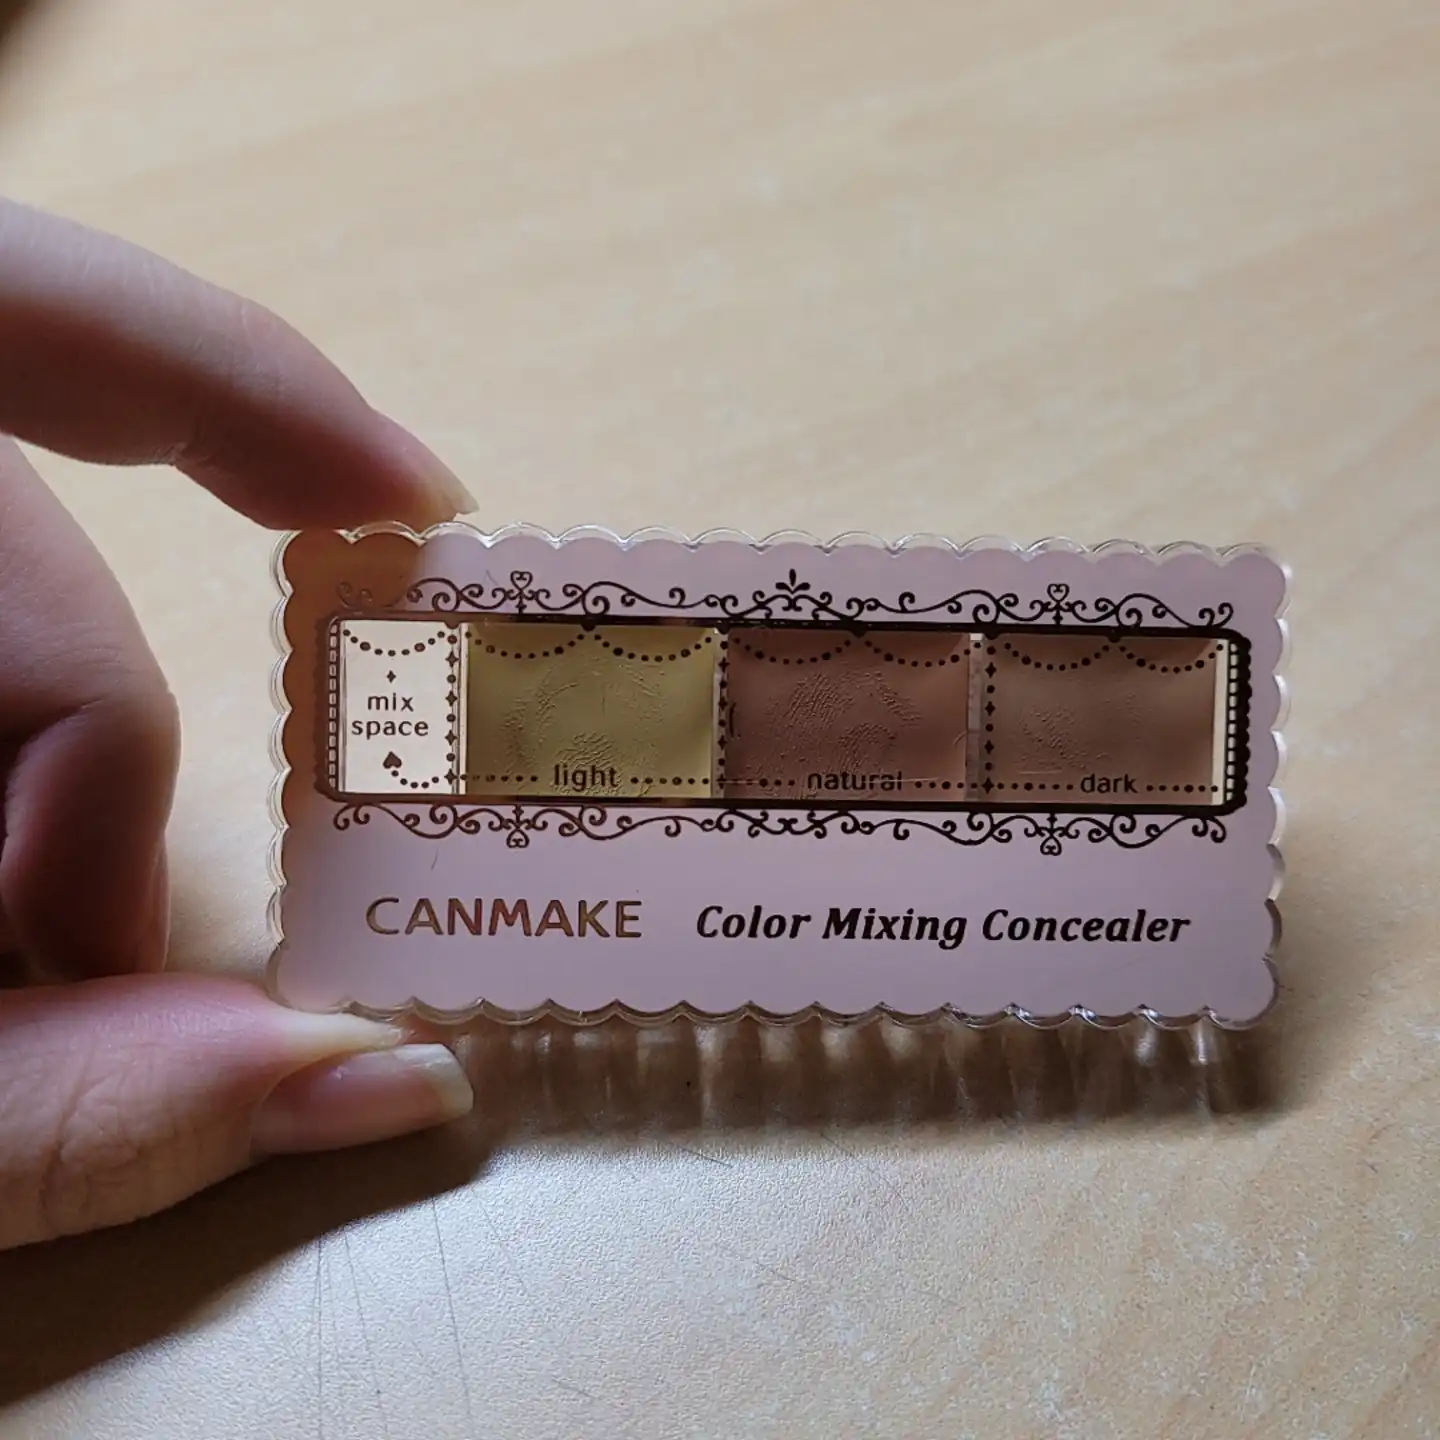 mix
space
light
natural
dark
CANMAKE Color Mixing Concealer